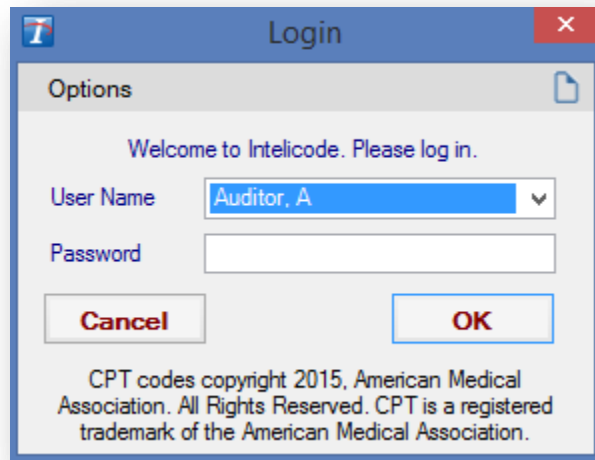 Login
Options
Welcome to Intelicode. Please log in.
User Name
Auditor, A
Password
Cancel
OK
CPT codes copyright 2015, American Medical
Association. All Rights Reserved. CPT is a registered
trademark of the American Medical Association.